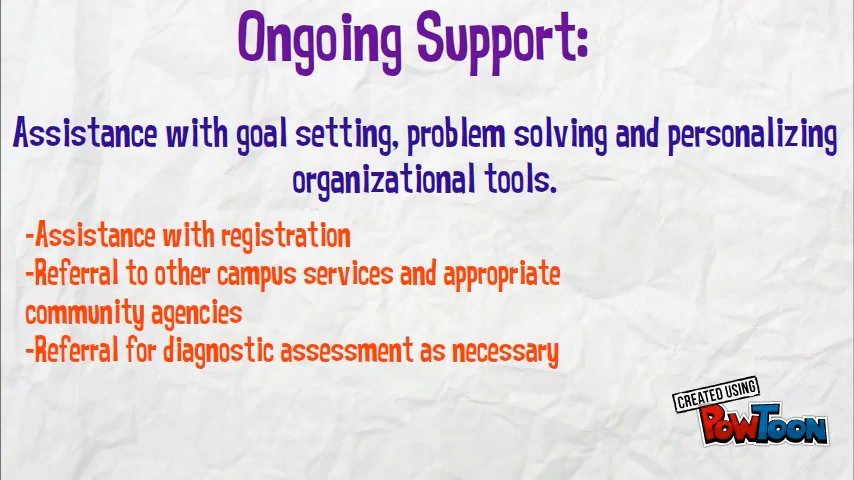 Ongoing Support:
Assistance with goal setting, problem solving and personalizing
organizational tools.
-Assistance with registration
-Referral to other campus services and appropriate
community agencies
-Referral for diagnostic assessment as necessary
CREATED USING
POWTOON